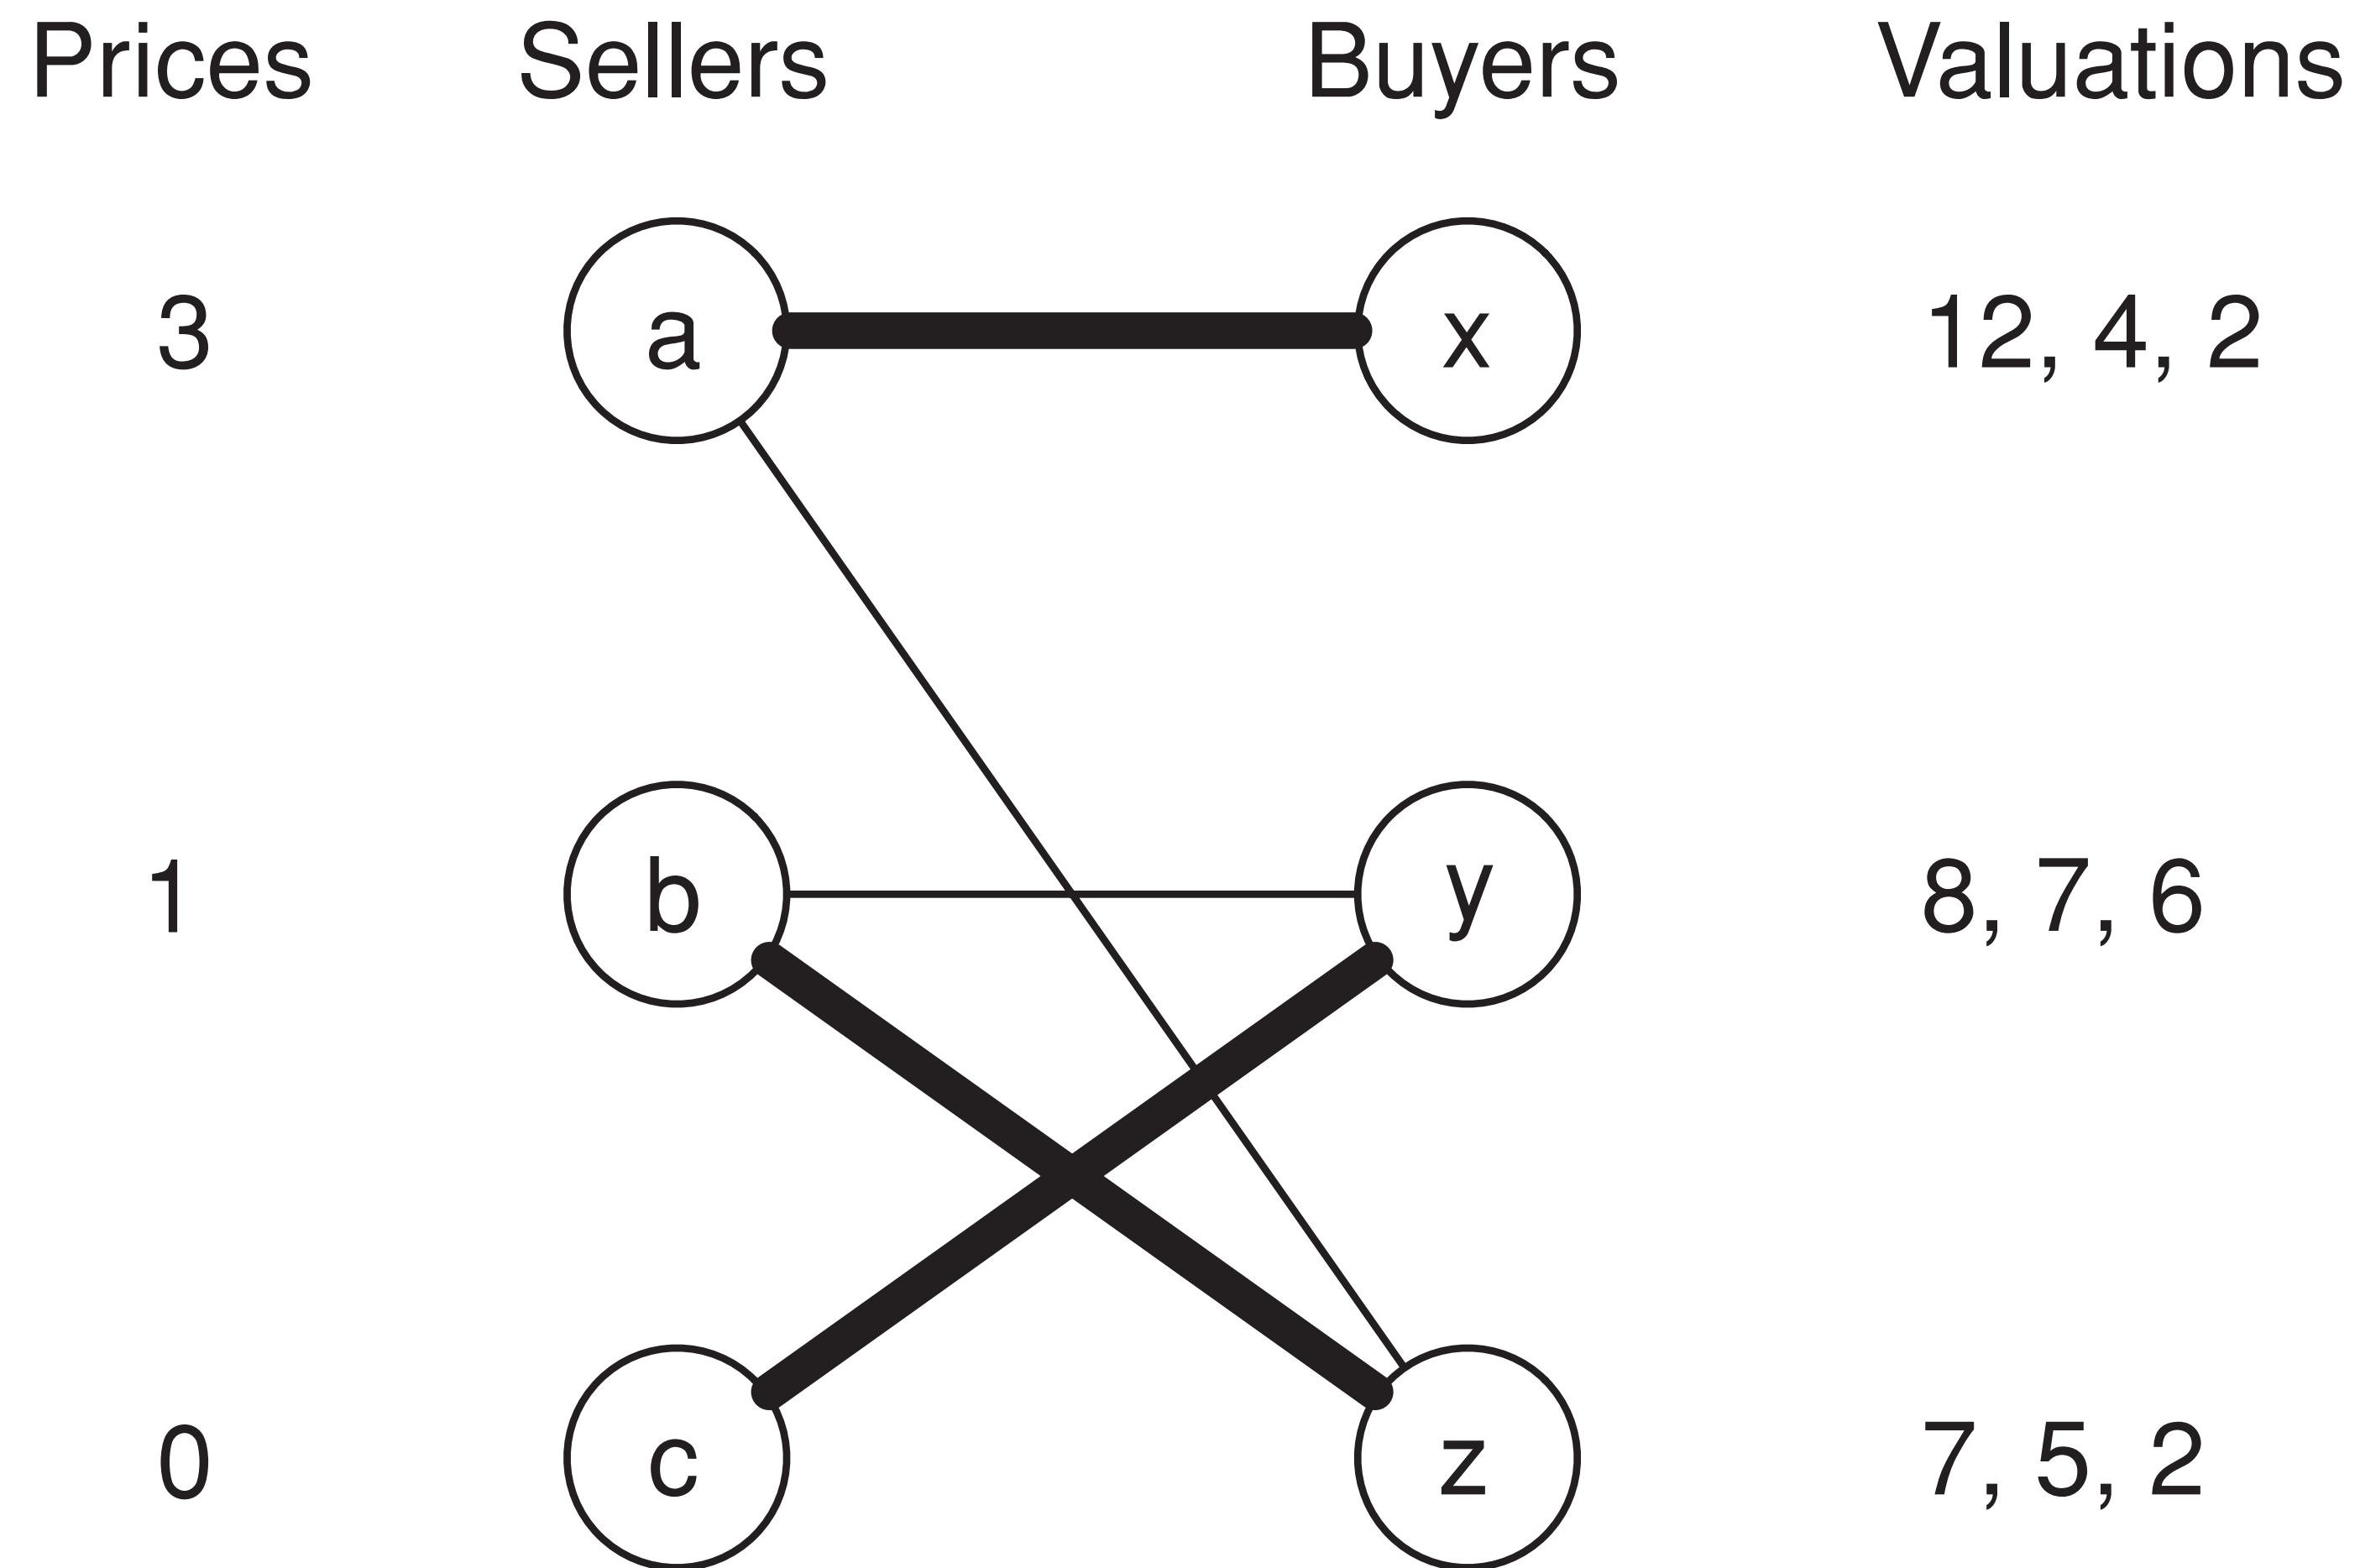 Prices Sellers Buyers Valuations
3 a x 12, 4, 2
1 b y 8, 7, 6
0 c z 7, 5, 2